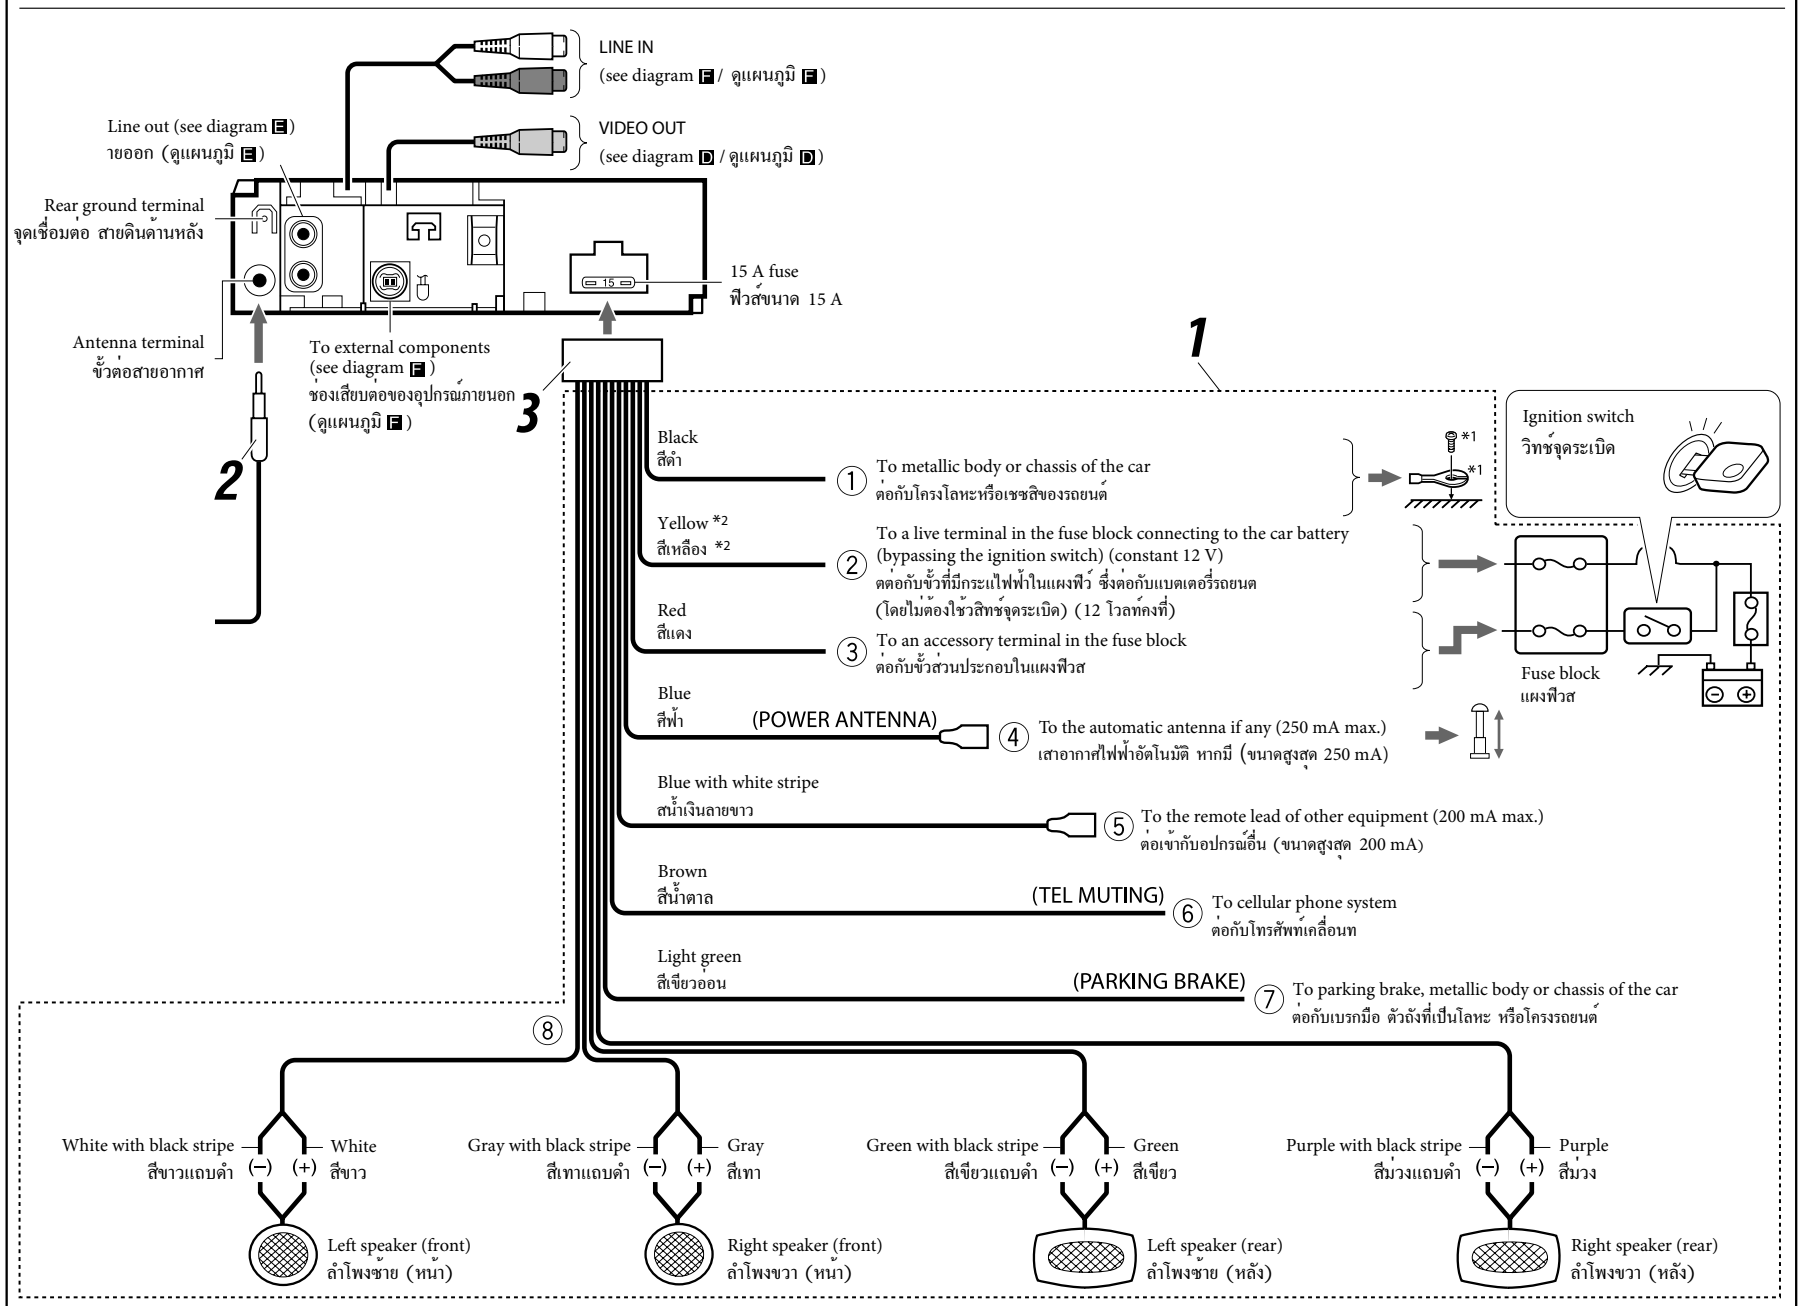 LINE IN
(see diagram F / ดูแผนภูมิ F )
Line out (see diagram E )
ายออก (ดูแผนภูมิ E )
VIDEO OUT
(see diagram D / ดูแผนภูมิ D )
Rear ground terminal
จุดเชื่อมต่อ สายดินด้านหลัง
15
15 A fuse
ฟิวส์ขนาด 15 A
Antenna terminal
ขั้วต่อสายอากาศ
To external components
(see diagram F )
ช่องเสียบต่อของอุปกรณ์ภายนอก
(ดูแผนภูมิ F )
1
2
3
Ignition switch
วิทช์จุดระเบิด
Black
สีดำ
1 To metallic body or chassis of the car
ต่อกับโครงโลหะหรือเชซสิของรถยนต์
*1
*1
Yellow *2
สีเหลือง *2
2 To a live terminal in the fuse block connecting to the car battery
(bypassing the ignition switch) (constant 12 V)
ตต่อกับขั้วที่มีกระแไฟฟ้าในแผงฟิว์ ซึ่งต่อกับแบตเตอรี่รถยนต
(โดยไม่ต้องใช้วสิทช์จุดระเบิด) (12 โวลท์คงที่)
Red
สีแดง
3 To an accessory terminal in the fuse block
ต่อกับขั้วส่วนประกอบในแผงฟิวส
Fuse block
แผงฟิวส
Blue
ศีฟ้า
(POWER ANTENNA)
4 To the automatic antenna if any (250 mA max.)
เสาอากาศไฟฟ้าอัตโนมัติ หากมี (ขนาดสูงสุด 250 mA)
Blue with white stripe
สน้ำเงินลายขาว
5 To the remote lead of other equipment (200 mA max.)
ต่อเข้ากับอปกรณ์อื่น (ขนาดสูงสุด 200 mA)
Brown
สีน้ำตาล
(TEL MUTING)
6 To cellular phone system
ต่อกับโทรศัพท์เคลื่อนท
Light green
สีเขียวอ่อน
(PARKING BRAKE)
7 To parking brake, metallic body or chassis of the car
ต่อกับเบรกมือ ตัวถังที่เป็นโลหะ หรือโครงรถยนต์
8
White with black stripe
สีขาวแถบดำ
(–) (+)
White
สีขาว
Gray with black stripe
สีเทาแถบดำ
(–) (+)
Gray
สีเทา
Green with black stripe
สีเขียวแถบดำ
(–) (+)
Green
สีเขียว
Purple with black stripe
สีม่วงแถบดำ
(–) (+)
Purple
สีม่วง
Left speaker (front)
ลำโพงซ้าย (หน้า)
Right speaker (front)
ลำโพงขวา (หน้า)
Left speaker (rear)
ลำโพงซ้าย (หลัง)
Right speaker (rear)
ลำโพงขวา (หลัง)